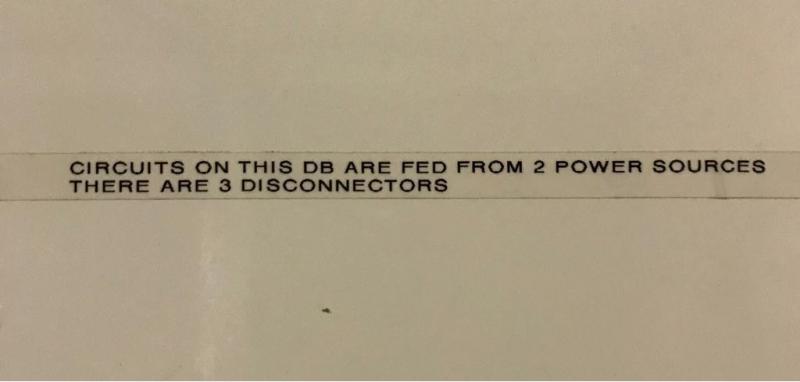 CIRCUITS ON THIS DB ARE FED FROM 2 POWER SOURCES
THERE ARE 3 DISCONNECTORS